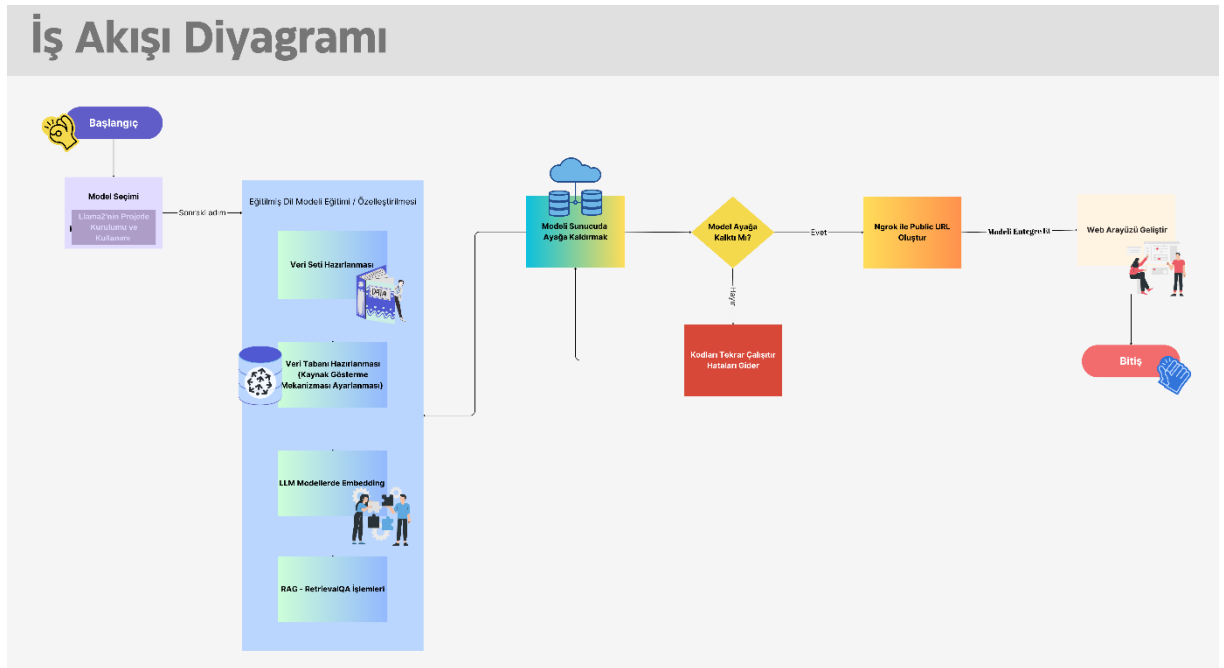 İş Akışı Diyagramı
Başlangıç
Model Seçimi
Llama2'nin Projede
Kurulumu ve
Kullanımı
Sonraki adım
Eğitilmiş Dil Modeli Eğitimi / Özelleştirilmesi
Veri Seti Hazırlanması
DATA
Veri Tabanı Hazırlanması
(Kaynak Gösterme
Mekanizması Ayarlanması)
LLM Modellerde Embedding
RAG - RetrievalQA İşlemleri
Modeli Sunucuda
Ayağa Kaldırmak
Model Ayağa
Kalktı Mı?
Evet
Hayır
Kodları Tekrar Çalıştır
Hataları Gider
Ngrok ile Public URL
Oluştur
Modeli Entegre Et
Web Arayüzü Geliştir
Bitiş